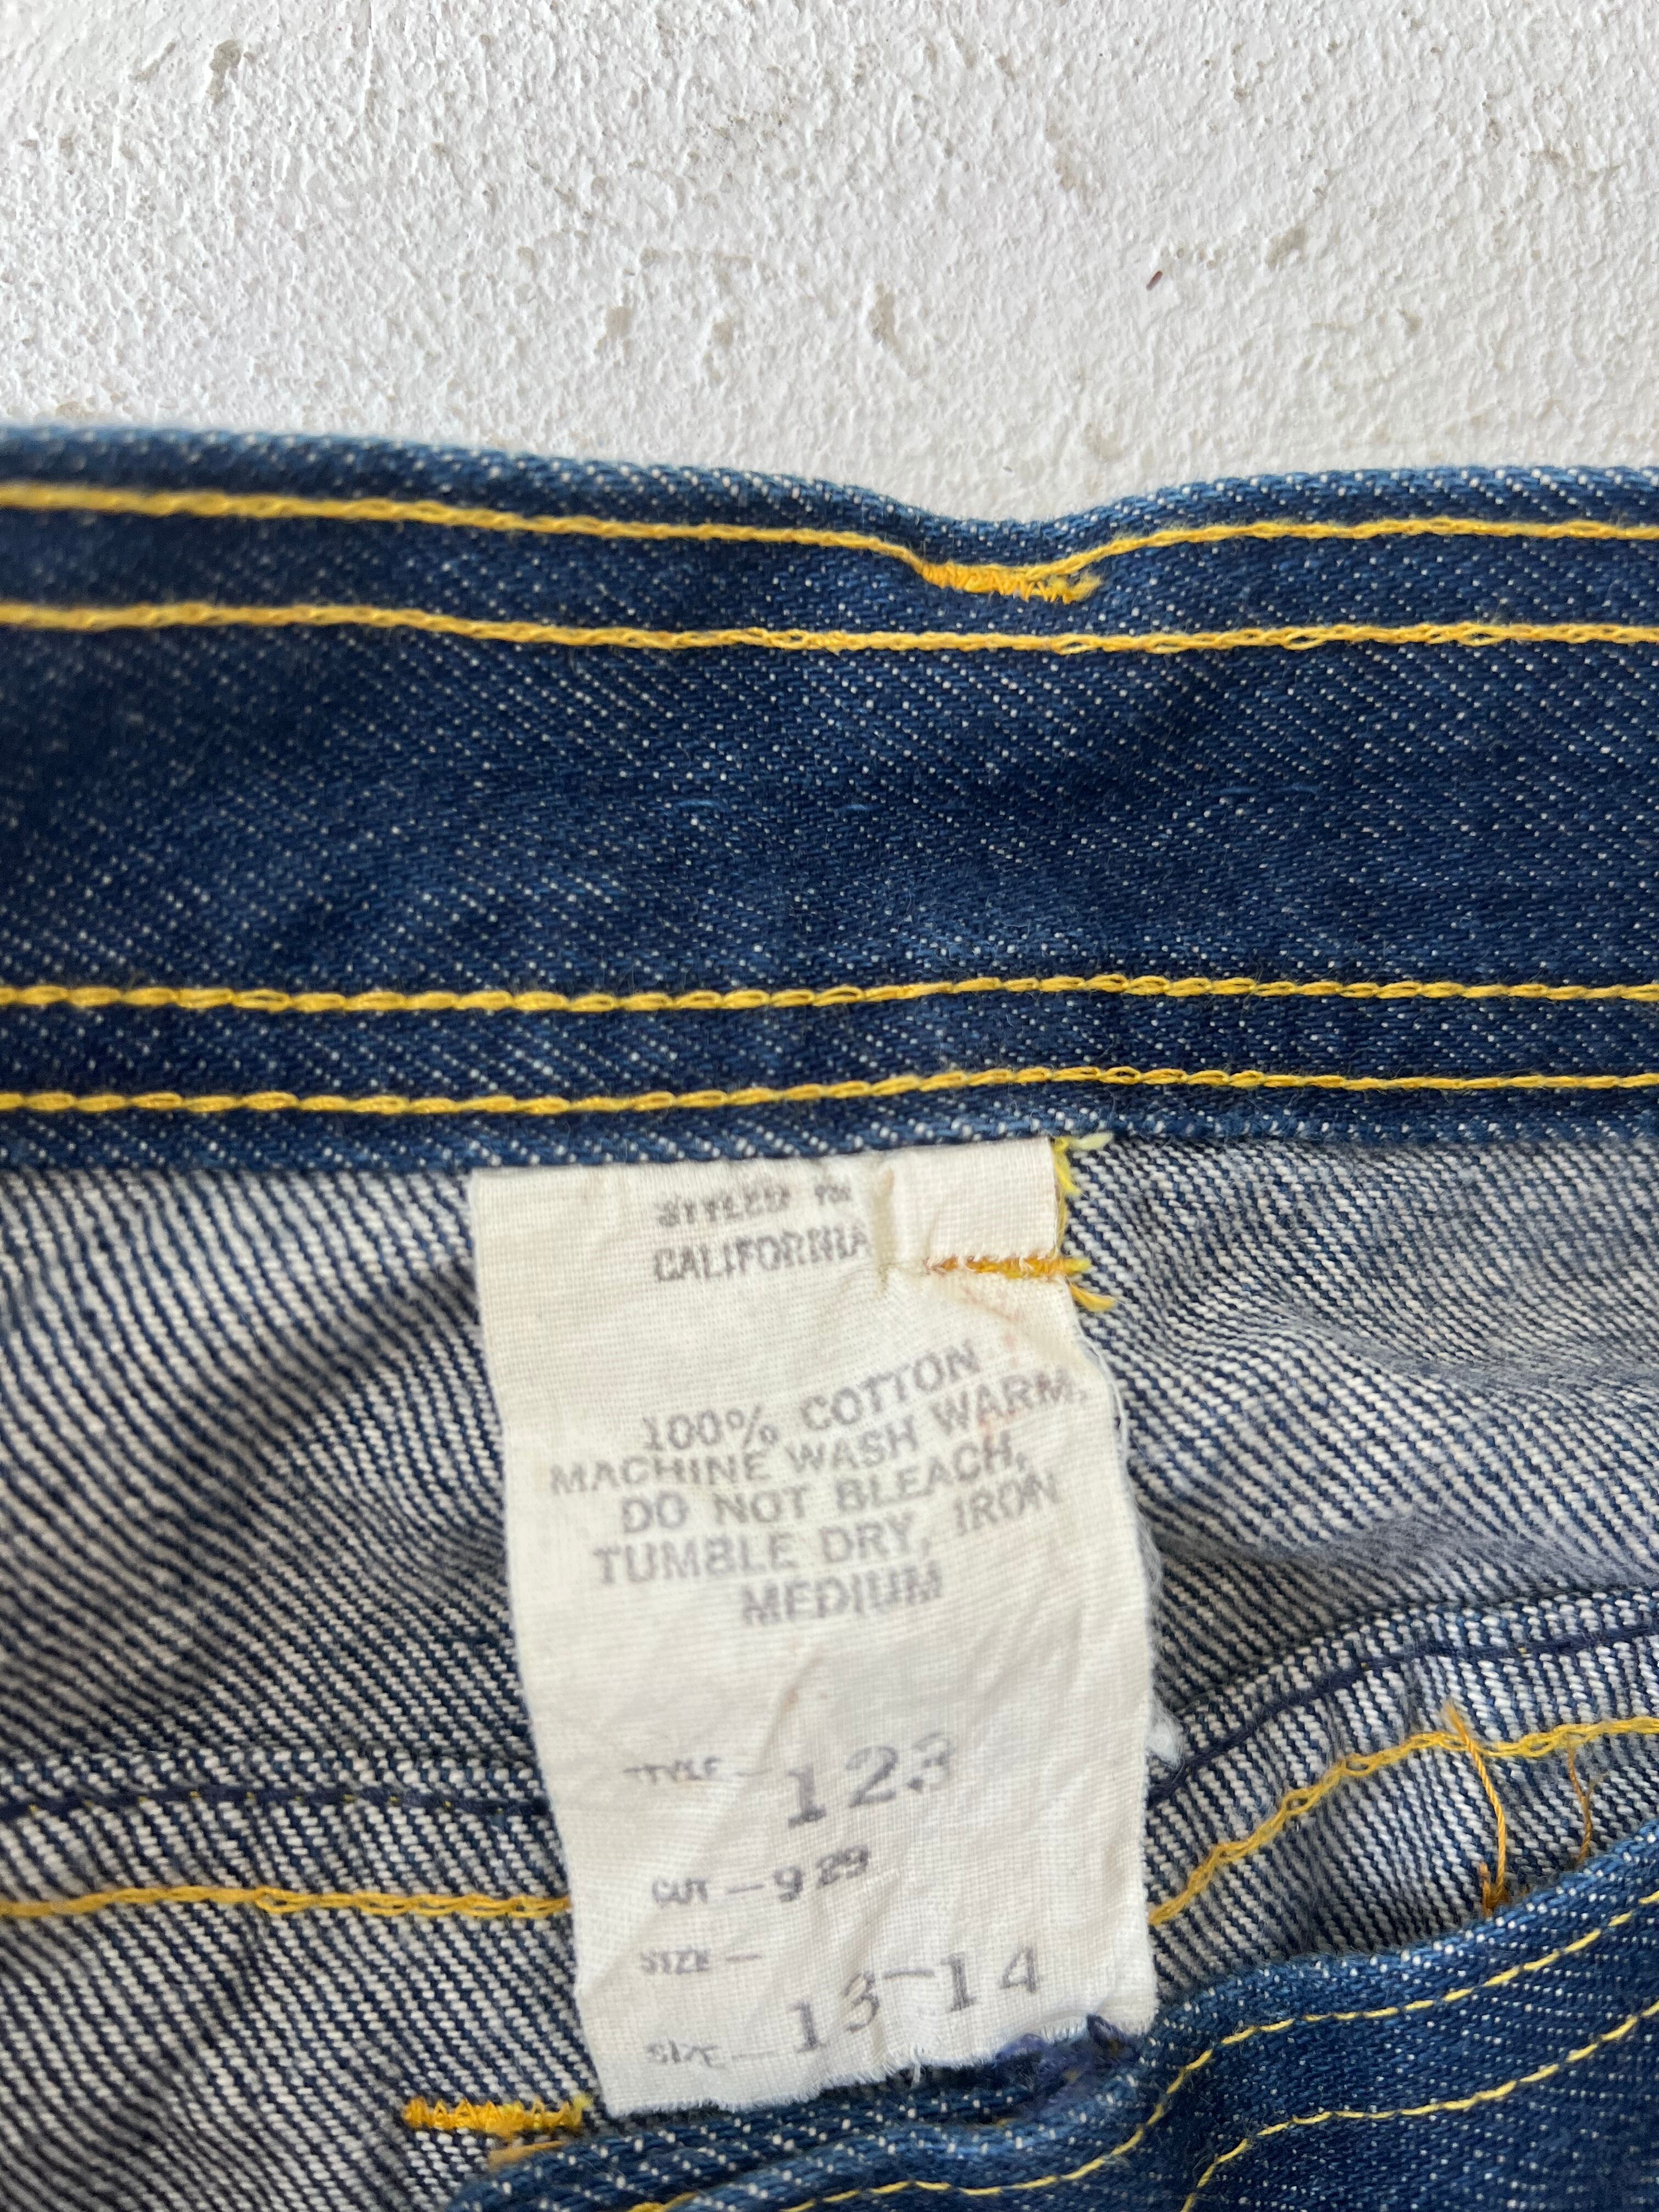 STYLED IN
CALIFORNIA
100% COTTON
MACHINE WASH WARM,
DO NOT BLEACH,
TUMBLE DRY, IRON
MEDIUM
STYLE - 123
CUT - 929
SIZE -
SIZE - 13-14